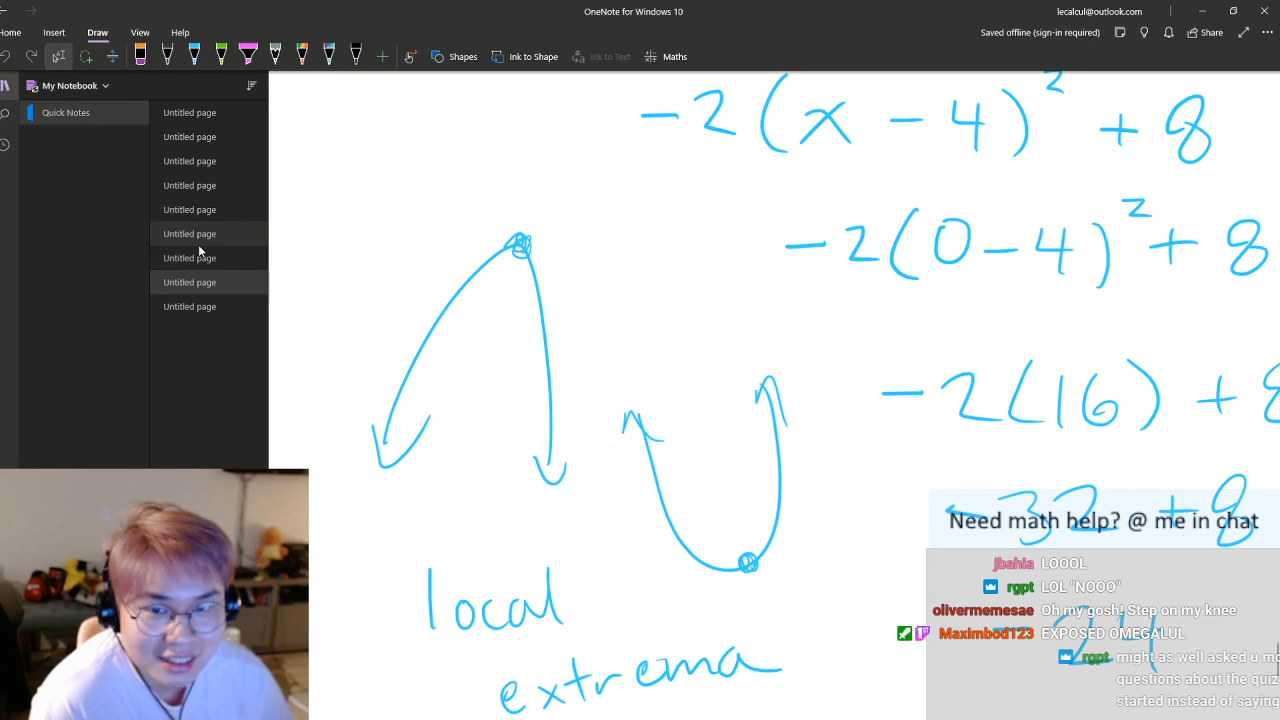 OneNote for Windows 10
lecalcul@outlook.com
Home Insert Draw View Help
Saved offline (sign-in required)
Share
Shapes
Ink to Shape
Ink to Text
Maths
My Notebook
Quick Notes
Untitled page
Untitled page
Untitled page
Untitled page
Untitled page
Untitled page
Untitled page
Untitled page
Untitled page
-2(x-4)² + 8
-2(0-4)² + 8
-2(16) + 8
-32 + 8
-24
local
extrema
Need math help? @ me in chat
jbahia LOOOL
rgpt LOL "NOOO"
olivermemesae Oh my gosh! Step on my knee
Maximbod123 EXPOSED OMEGALUL
rgpt might as well asked u mo
questions about the quiz
started instead of saying